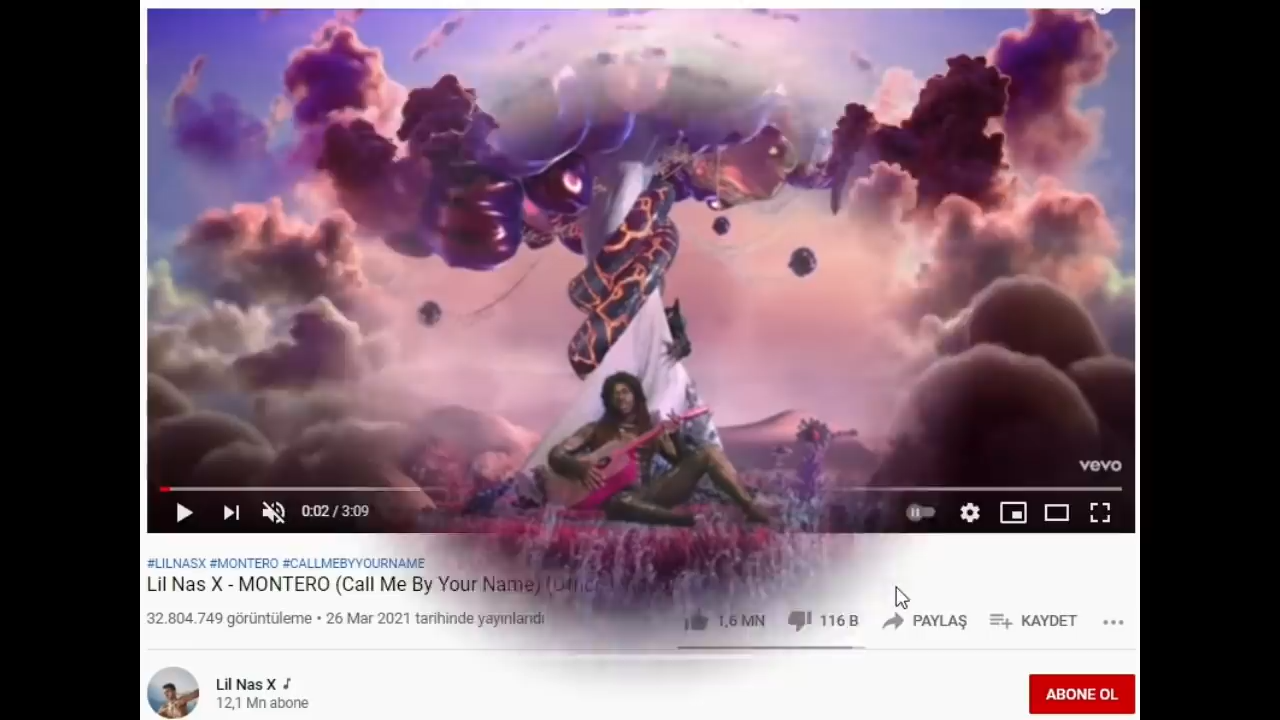 vevo
0:02 / 3:09
#LILNASX #MONTERO #CALLMEBYYOURNAME
Lil Nas X - MONTERO (Call Me By Your Name)
32.804.749 görüntüleme • 26 Mar 2021 tarihinde yayınlandı
1,6 MN 116 B PAYLAŞ KAYDET
Lil Nas X
12,1 Mn abone
ABONE OL